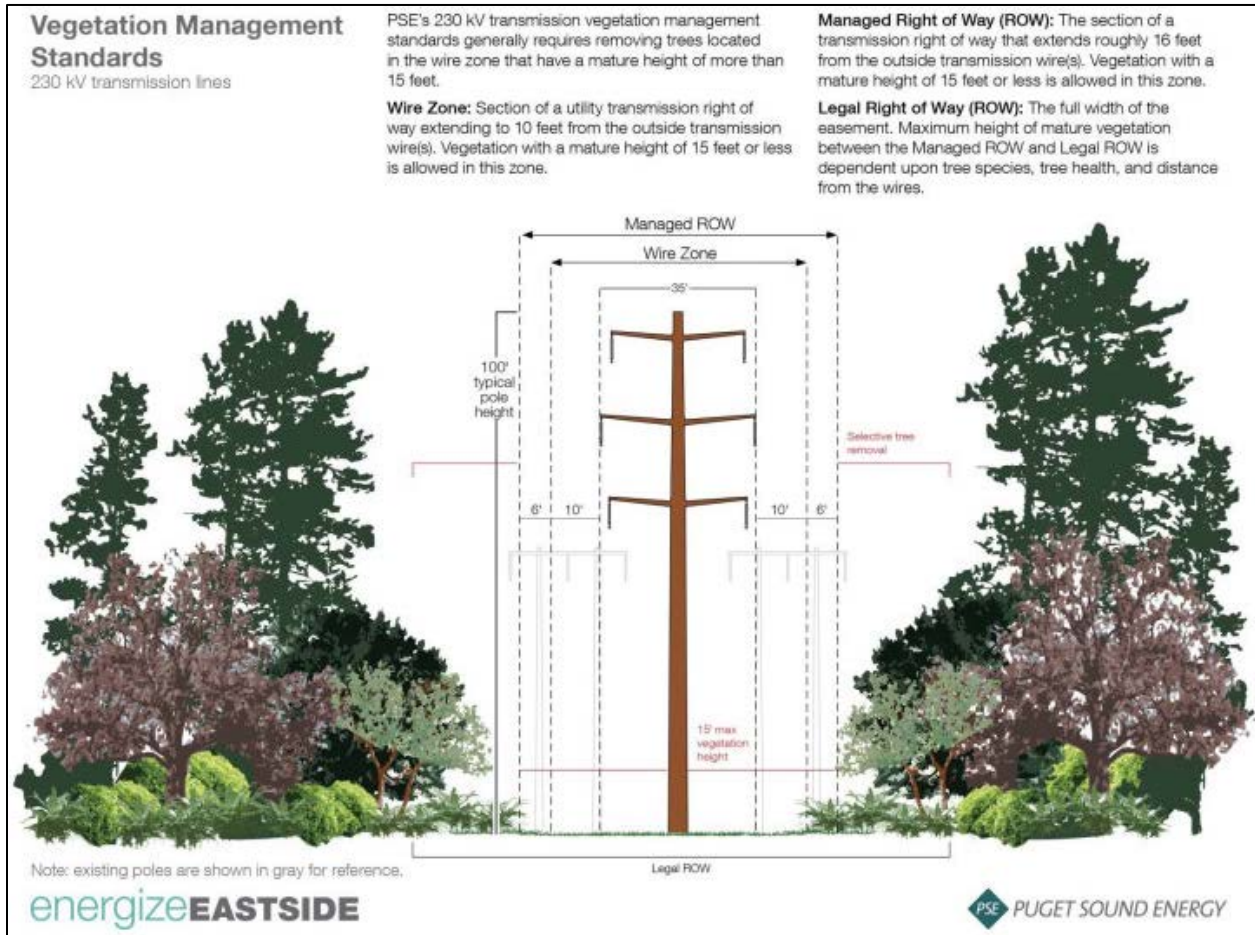 Vegetation Management
Standards
230 kV transmission lines
PSE's 230 kV transmission vegetation management
standards generally requires removing trees located
in the wire zone that have a mature height of more than
15 feet.
Wire Zone: Section of a utility transmission right of
way extending to 10 feet from the outside transmission
wire(s). Vegetation with a mature height of 15 feet or less
is allowed in this zone.
Managed Right of Way (ROW): The section of a
transmission right of way that extends roughly 16 feet
from the outside transmission wire(s). Vegetation with a
mature height of 15 feet or less is allowed in this zone.
Legal Right of Way (ROW): The full width of the
easement. Maximum height of mature vegetation
between the Managed ROW and Legal ROW is
dependent upon tree species, tree health, and distance
from the wires.
Managed ROW
Wire Zone
35'
100'
typical
pole
height
Selective tree
removal
6' 10' 10' 6'
15' max
vegetation
height
Legal ROW
Note: existing poles are shown in gray for reference.
energizeEASTSIDE
PSE PUGET SOUND ENERGY